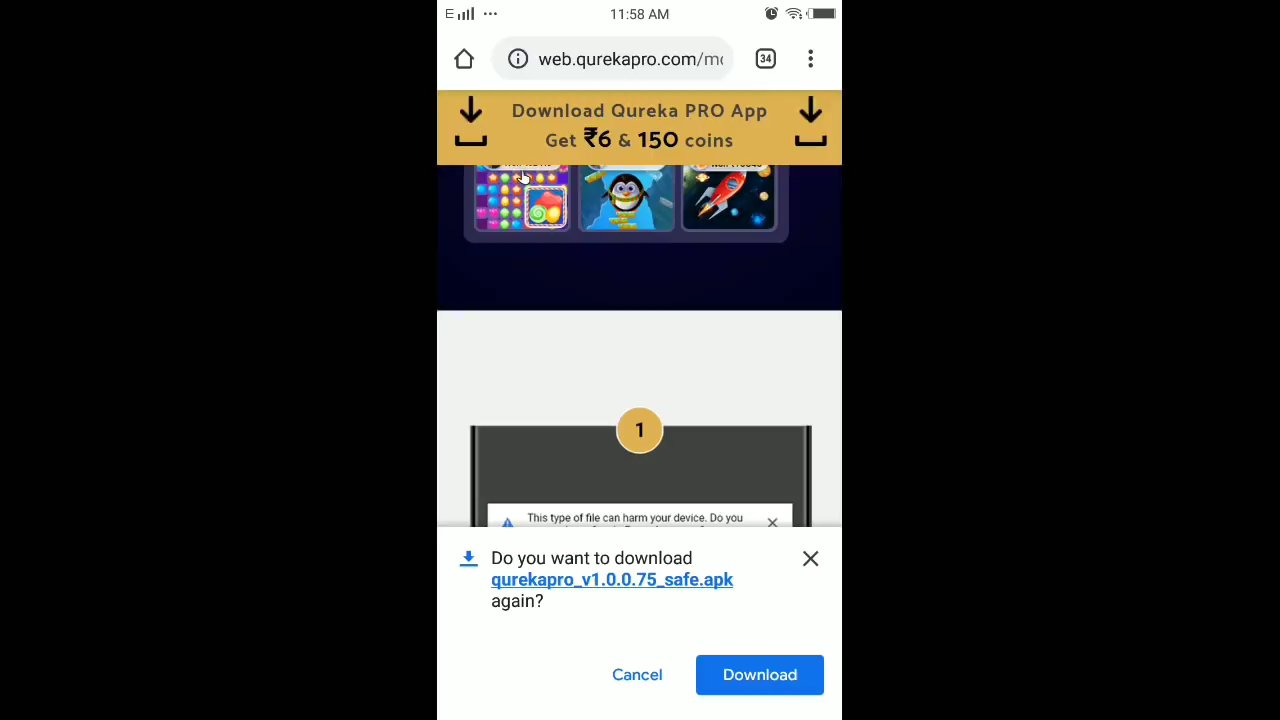 E
11:58 AM
web.qurekapro.com/mo
34
Download Qureka PRO App
Get ₹6 & 150 coins
1
This type of file can harm your device. Do you
Do you want to download
qurekapro_v1.0.0.75_safe.apk
again?
Cancel
Download